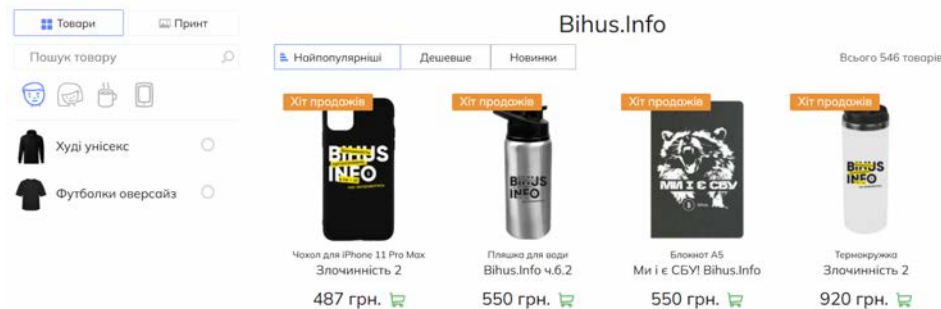 Товари
Принт
Пошук товару
Худі унісекс
Футболки оверсайз
Bihus.Info
Найпопулярніші
Дешевше
Новинки
Всього 546 товарів
Хіт продажів
BIHUS
INFO
Чохол для iPhone 11 Pro Max
Злочинність 2
487 грн.
Хіт продажів
BIHUS
INFO
Пляшка для води
Bihus.Info ч.б.2
550 грн.
Хіт продажів
МИ І Є СБУ
Блокнот А5
Ми і є СБУ! Bihus.Info
550 грн.
Хіт продажів
BIHUS
INFO
Термокружка
Злочинність 2
920 грн.